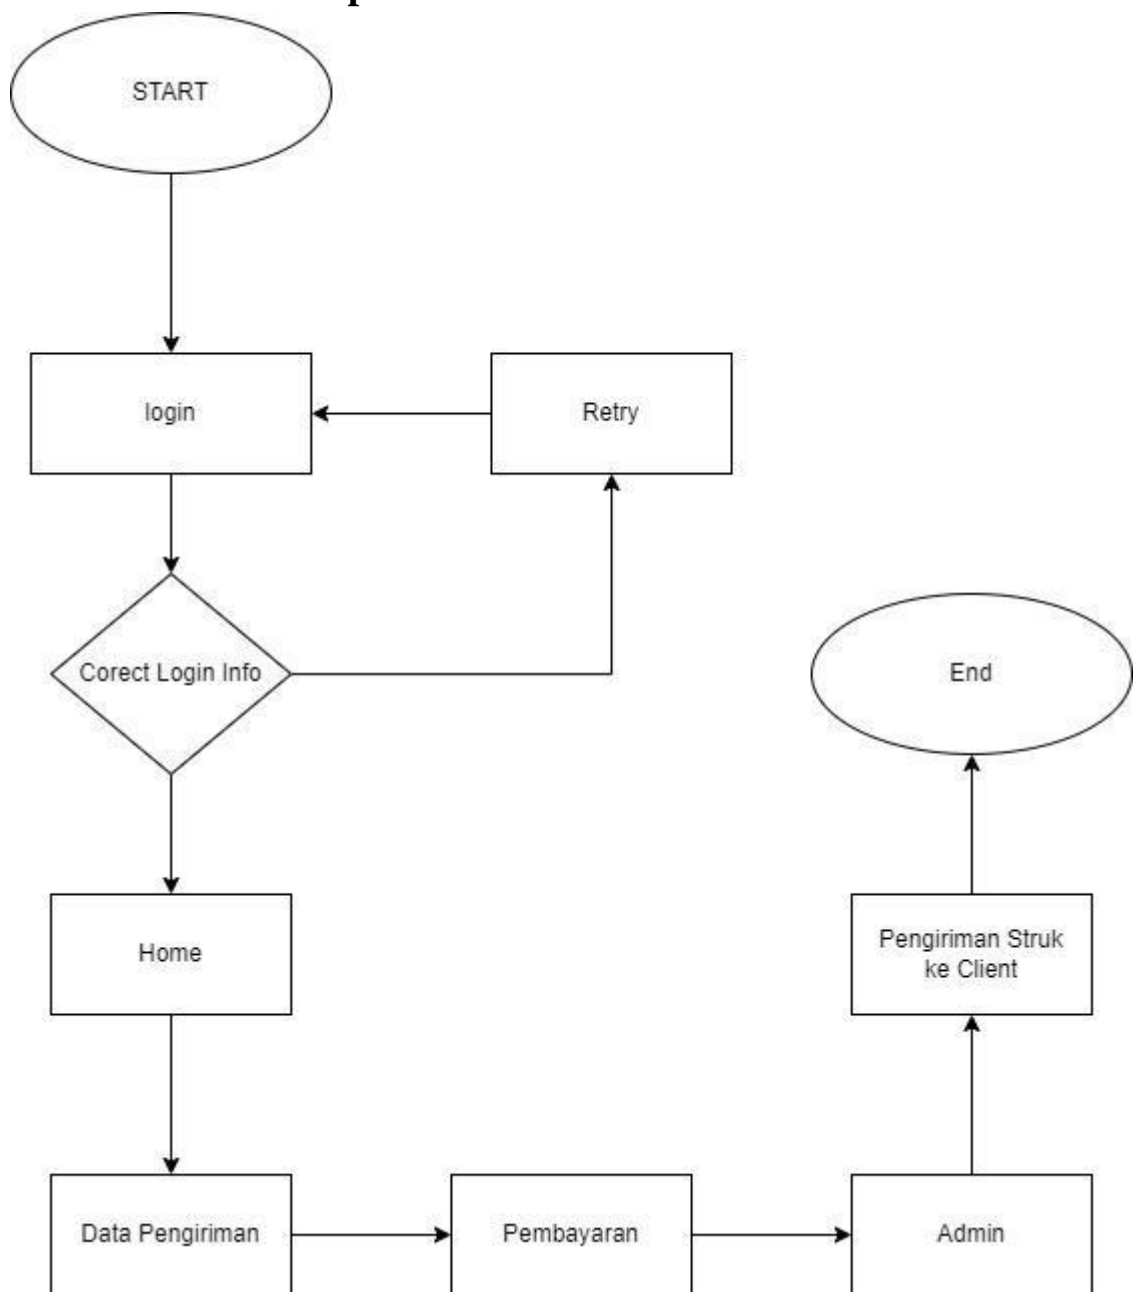 START
login
Retry
Corect Login Info
End
Home
Pengiriman Struk
ke Client
Data Pengiriman
Pembayaran
Admin